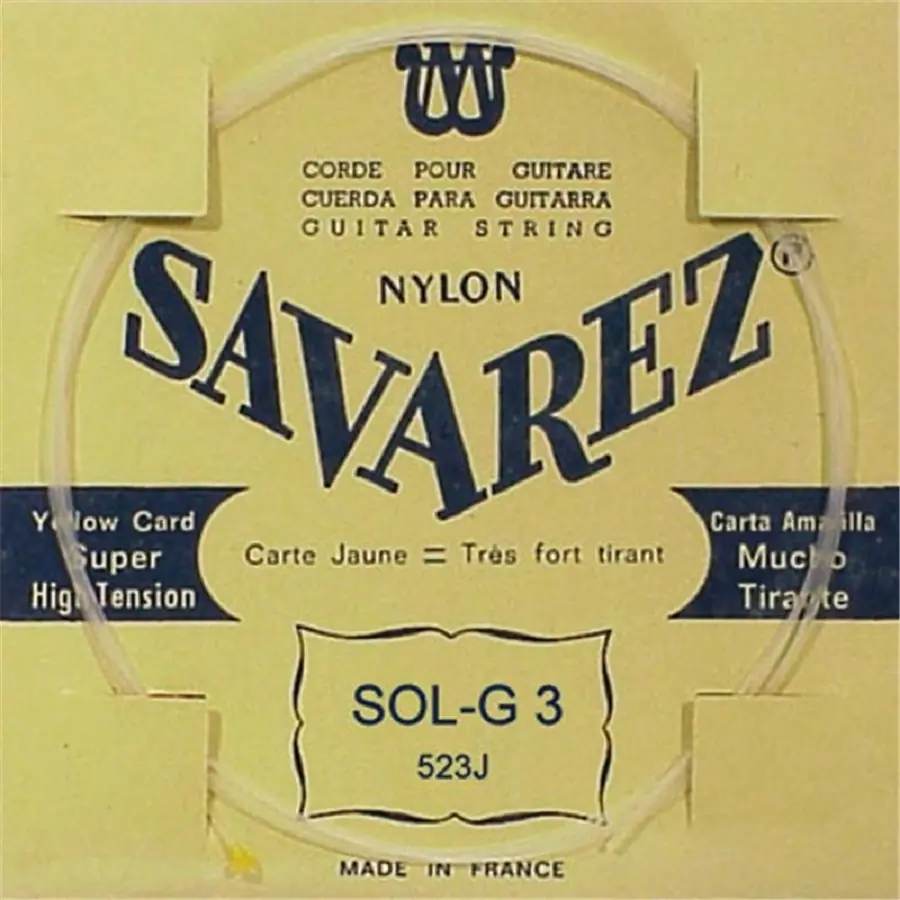 CORDE POUR GUITARE
CUERDA PARA GUITARRA
GUITAR STRING
NYLON
SAVAREZ®
Yellow Card
Super
High Tension
Carte Jaune = Très fort tirant
Carta Amarilla
Mucho
Tirante
SOL-G 3
523J
MADE IN FRANCE